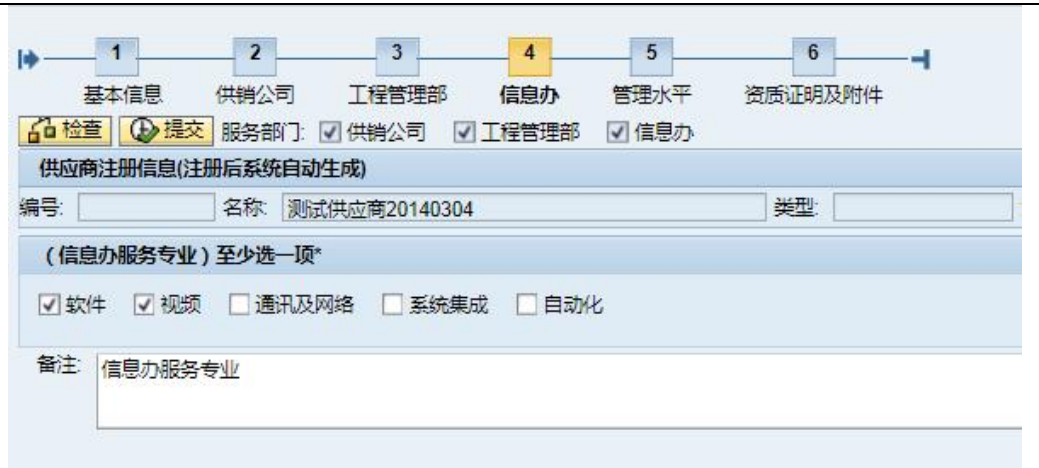 1 2 3 4 5 6
基本信息 供销公司 工程管理部 信息办 管理水平 资质证明及附件
检查 提交 服务部门: 供销公司 工程管理部 信息办
供应商注册信息(注册后系统自动生成)
编号: 名称: 测试供应商20140304 类型:
（信息办服务专业）至少选一项*
软件 视频 通讯及网络 系统集成 自动化
备注: 信息办服务专业